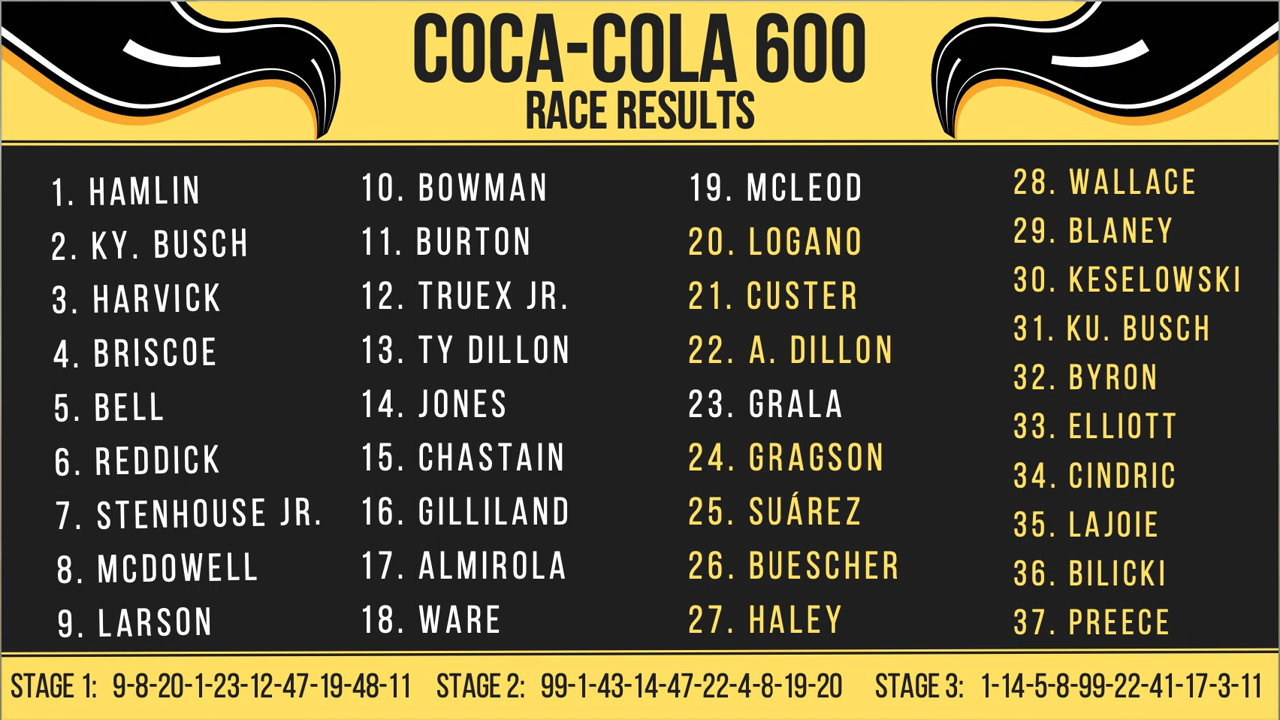 COCA-COLA 600
RACE RESULTS
1. HAMLIN
2. KY. BUSCH
3. HARVICK
4. BRISCOE
5. BELL
6. REDDICK
7. STENHOUSE JR.
8. MCDOWELL
9. LARSON
10. BOWMAN
11. BURTON
12. TRUEX JR.
13. TY DILLON
14. JONES
15. CHASTAIN
16. GILLILAND
17. ALMIROLA
18. WARE
19. MCLEOD
20. LOGANO
21. CUSTER
22. A. DILLON
23. GRALA
24. GRAGSON
25. SUÁREZ
26. BUESCHER
27. HALEY
28. WALLACE
29. BLANEY
30. KESELOWSKI
31. KU. BUSCH
32. BYRON
33. ELLIOTT
34. CINDRIC
35. LAJOIE
36. BILICKI
37. PREECE
STAGE 1: 9-8-20-1-23-12-47-19-48-11 STAGE 2: 99-1-43-14-47-22-4-8-19-20 STAGE 3: 1-14-5-8-99-22-41-17-3-11